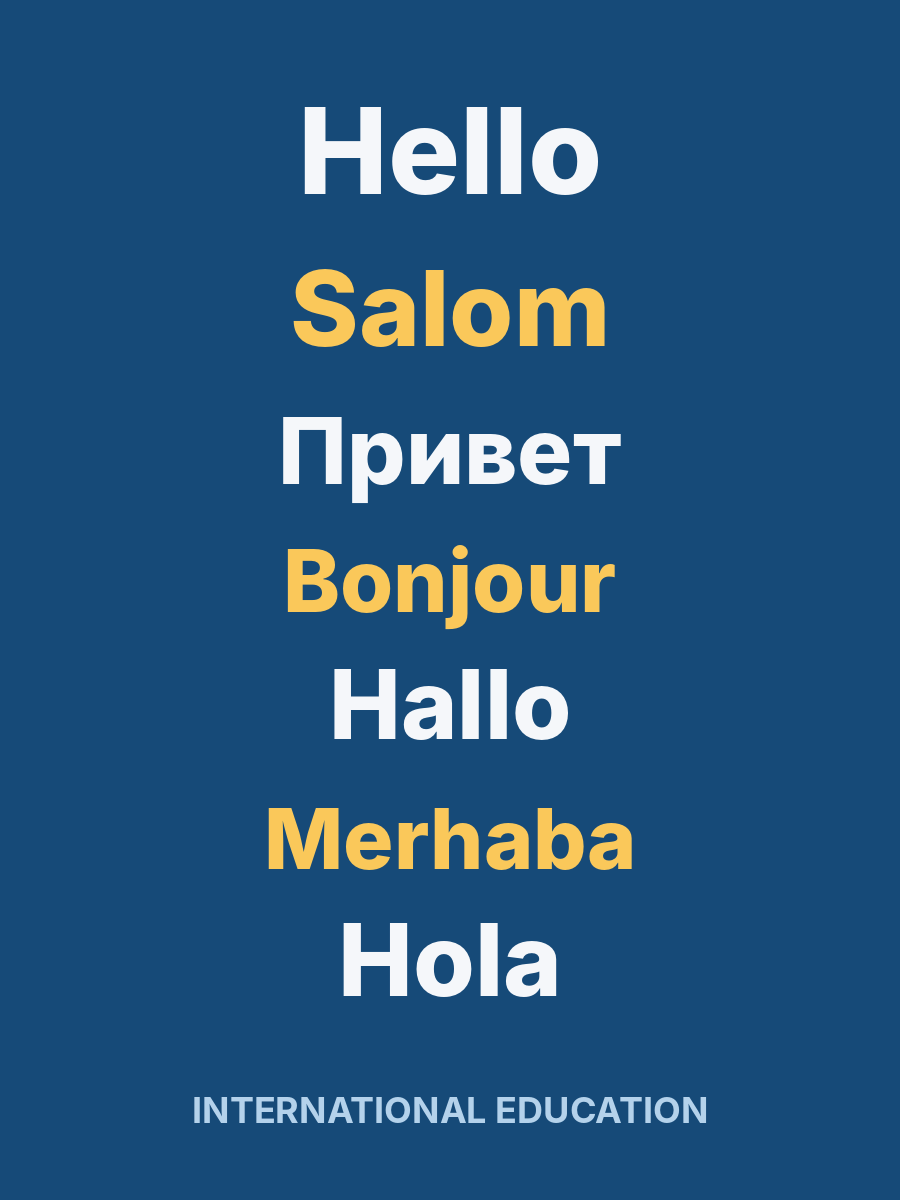 Hello
Salom
Привет
Bonjour
Hallo
Merhaba
Hola
INTERNATIONAL EDUCATION